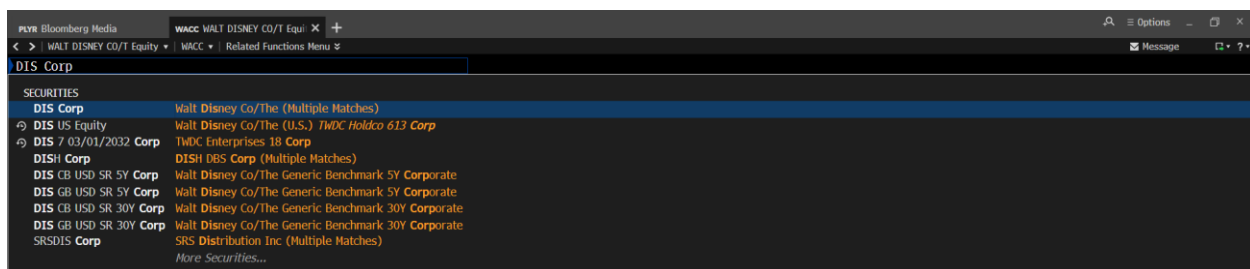 PLYR Bloomberg Media WACC WALT DISNEY CO/T Equi X + Options
< > WALT DISNEY CO/T Equity ▾ WACC ▾ Related Functions Menu Message ?
DIS Corp
SECURITIES
DIS Corp Walt Disney Co/The (Multiple Matches)
DIS US Equity Walt Disney Co/The (U.S.) TWDC Holdco 613 Corp
DIS 7 03/01/2032 Corp TWDC Enterprises 18 Corp
DISH Corp DISH DBS Corp (Multiple Matches)
DIS CB USD SR 5Y Corp Walt Disney Co/The Generic Benchmark 5Y Corporate
DIS GB USD SR 5Y Corp Walt Disney Co/The Generic Benchmark 5Y Corporate
DIS CB USD SR 30Y Corp Walt Disney Co/The Generic Benchmark 30Y Corporate
DIS GB USD SR 30Y Corp Walt Disney Co/The Generic Benchmark 30Y Corporate
SRSDIS Corp SRS Distribution Inc (Multiple Matches)
More Securities...